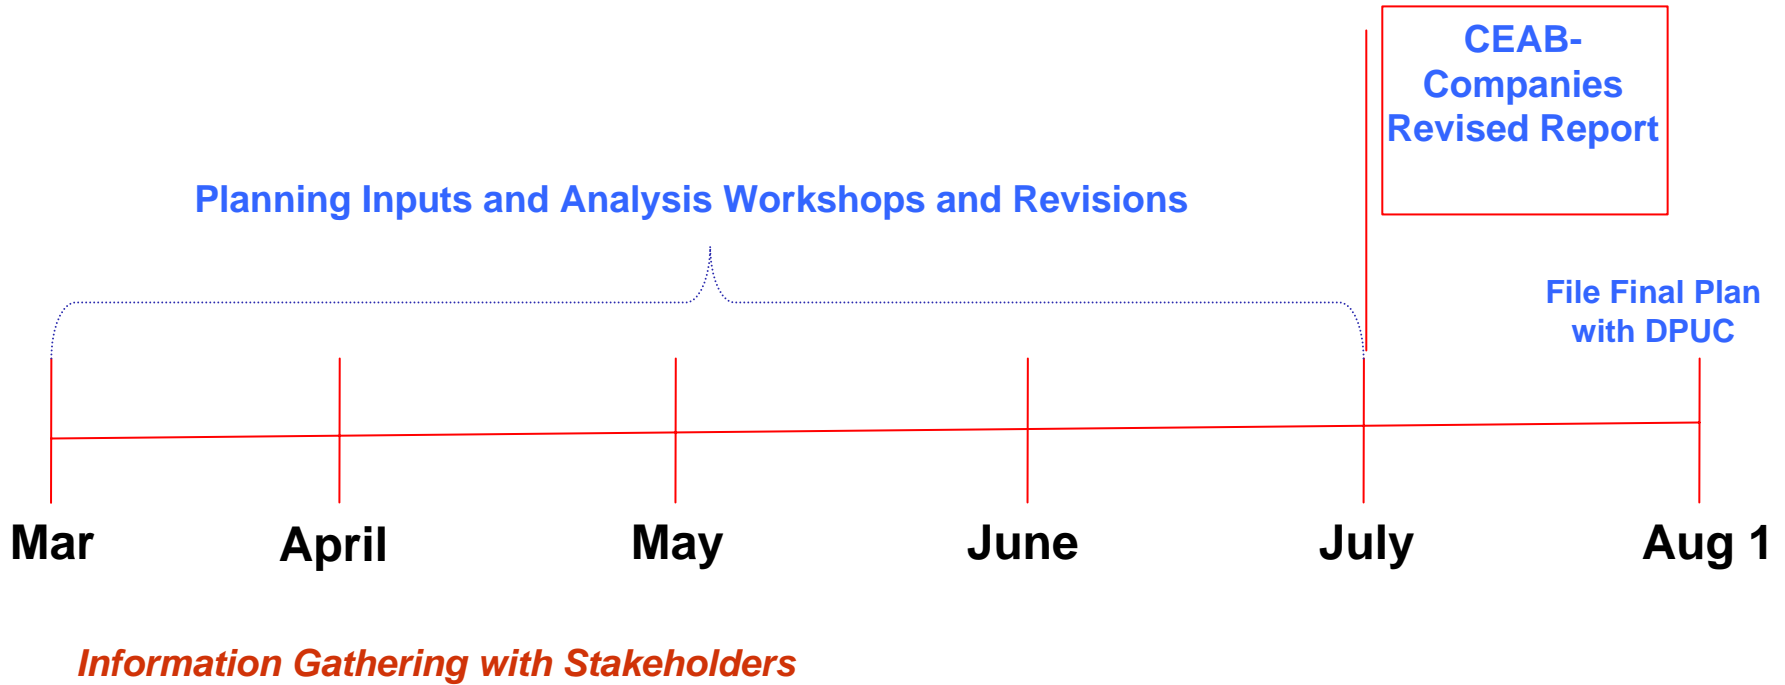 CEAB-
Companies
Revised Report
Planning Inputs and Analysis Workshops and Revisions
File Final Plan
with DPUC
Mar
April
May
June
July
Aug 1
Information Gathering with Stakeholders